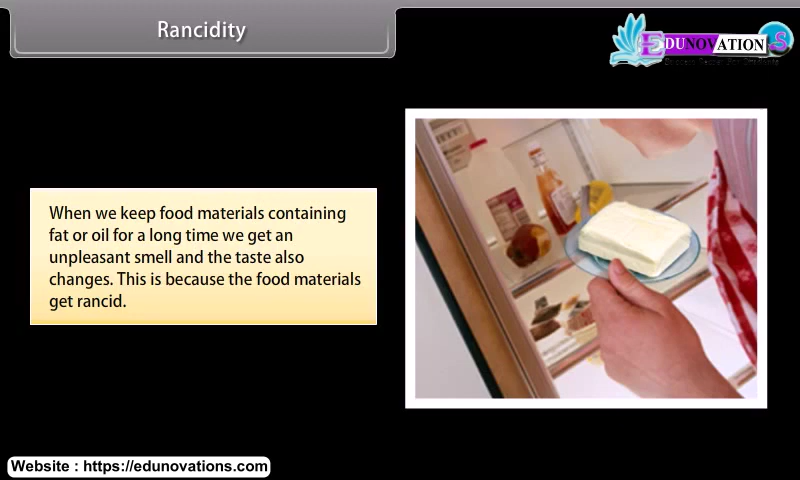 Rancidity
EDUNOVATION
S
When we keep food materials containing
fat or oil for a long time we get an
unpleasant smell and the taste also
changes. This is because the food materials
get rancid.
Website : https://edunovations.com